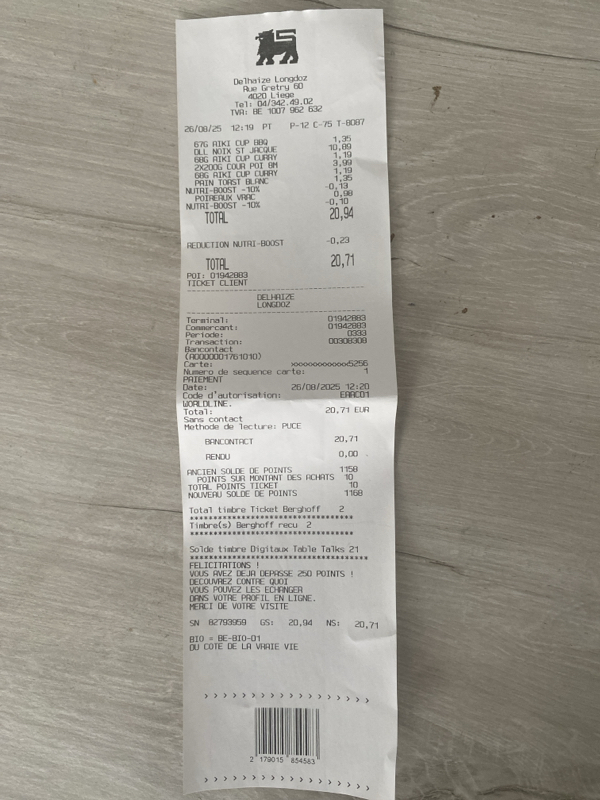 Delhaize Longdoz
Rue Gretry 60
4020 Liege
Tel: 04/342.49.02
TVA: BE 1007 962 632
26/08/25 12:19 PT P-12 C-75 T-8087
67G AIKI CUP BBQ 1,35
DLL NOIX ST JACQUE 10,89
68G AIKI CUP CURRY 1,19
2X200G COUR POI 8M 3,99
68G AIKI CUP CURRY 1,19
PAIN TOAST BLANC 1,35
NUTRI-BOOST -10% -0,13
POIREAUX VRAC 0,98
NUTRI-BOOST -10% -0,10
TOTAL 20,94
REDUCTION NUTRI-BOOST -0,23
TOTAL 20,71
POI: 01942883
TICKET CLIENT
DELHAIZE
LONGDOZ
Terminal: 01942883
Commercant: 01942883
Periode: 0333
Transaction: 00308309
Bancontact
(A0000001761010)
Carte: xxxxxxxxxxxxx5256
Numero de sequence carte: 1
PAIEMENT
Date: 26/08/2025 12:20
Code d'autorisation: EARC01
WORLDLINE.
Total: 20,71 EUR
Sans contact
Methode de lecture: PUCE
BANCONTACT 20,71
RENDU 0,00
ANCIEN SOLDE DE POINTS 1158
POINTS SUR MONTANT DES ACHATS 10
TOTAL POINTS TICKET 10
NOUVEAU SOLDE DE POINTS 1168
Total timbre Ticket Berghoff 2
************************************
Timbre(s) Berghoff recu 2
************************************
Solde timbre Digitaux Table Talks 21
************************************
FELICITATIONS !
VOUS AVEZ DEJA DEPASSE 250 POINTS !
DECOUVREZ CONTRE QUOI
VOUS POUVEZ LES ECHANGER
DANS VOTRE PROFIL EN LIGNE.
MERCI DE VOTRE VISITE
SN 82793959 GS: 20,94 NS: 20,71
BIO = BE-BIO-01
DU COTE DE LA VRAIE VIE
2 179015 854583